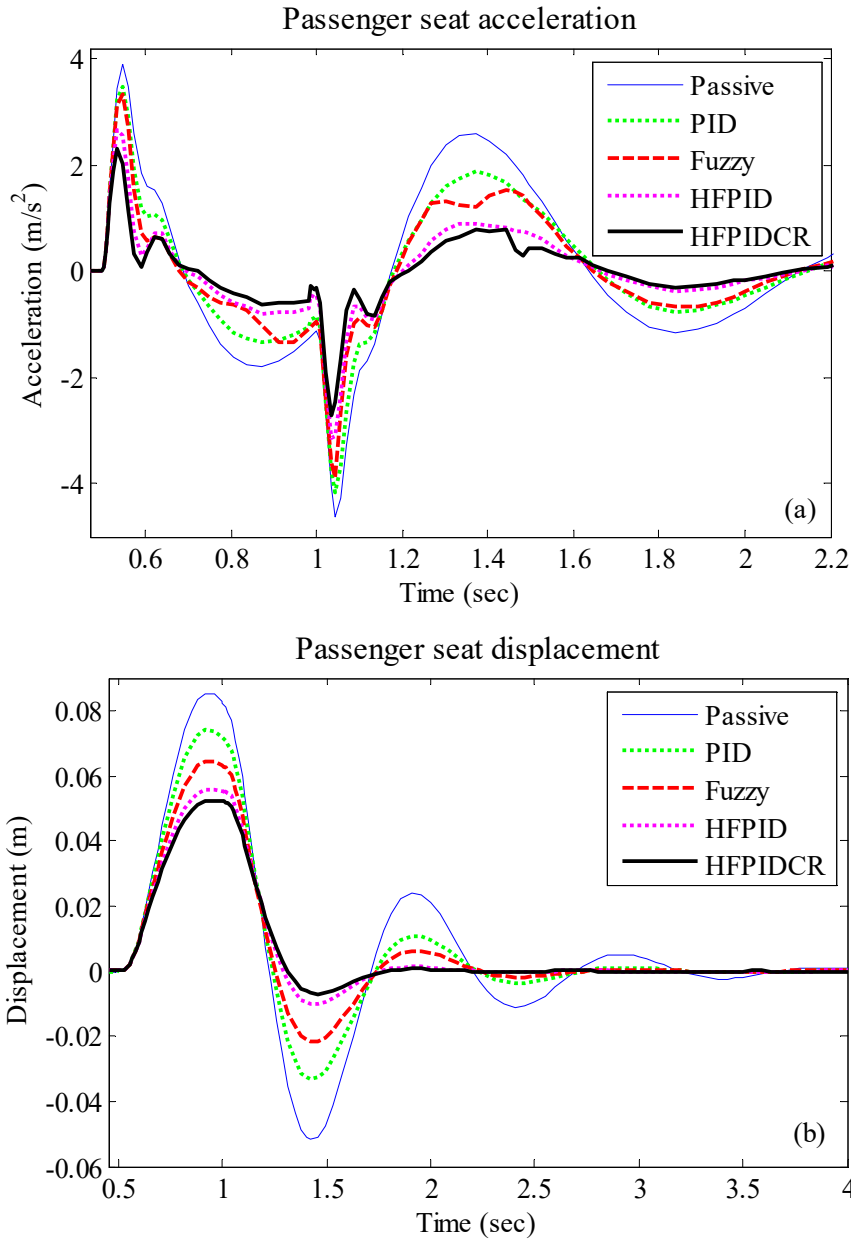 Passenger seat acceleration
4
2
0
-2
-4
Acceleration (m/s²)
Passive
PID
Fuzzy
HFPID
HFPIDCR
(a)
0.6
0.8
1
1.2
1.4
1.6
1.8
2
2.2
Time (sec)
Passenger seat displacement
0.08
0.06
0.04
0.02
0
-0.02
-0.04
-0.06
Displacement (m)
Passive
PID
Fuzzy
HFPID
HFPIDCR
(b)
0.5
1
1.5
2
2.5
3
3.5
4
Time (sec)